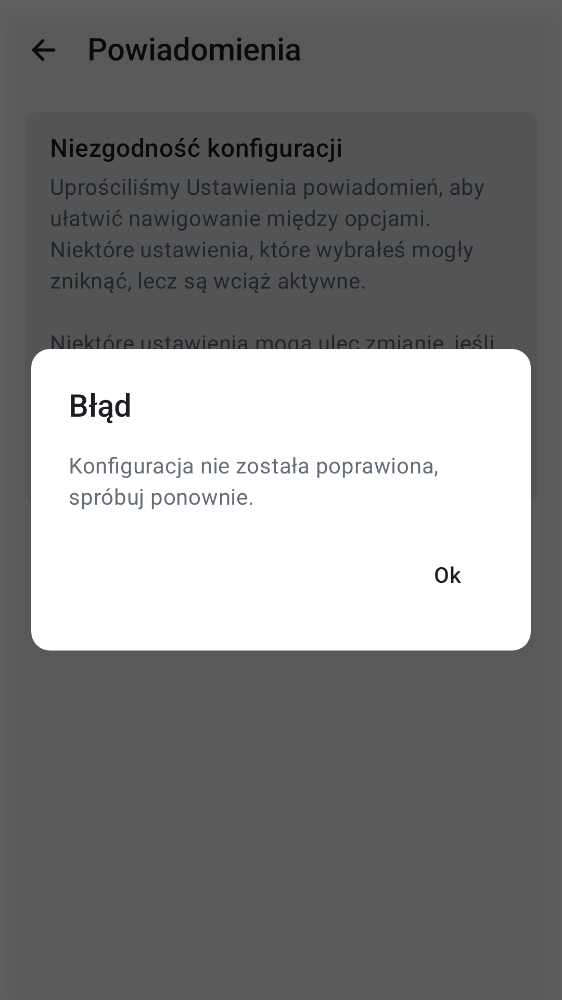 Powiadomienia
Niezgodność konfiguracji
Uprościliśmy Ustawienia powiadomień, aby
ułatwić nawigowanie między opcjami.
Niektóre ustawienia, które wybrałeś mogły
zniknąć, lecz są wciąż aktywne.
Niektóre ustawienia mogą ulec zmianie, jeśli
Błąd
Konfiguracja nie została poprawiona,
spróbuj ponownie.
Ok